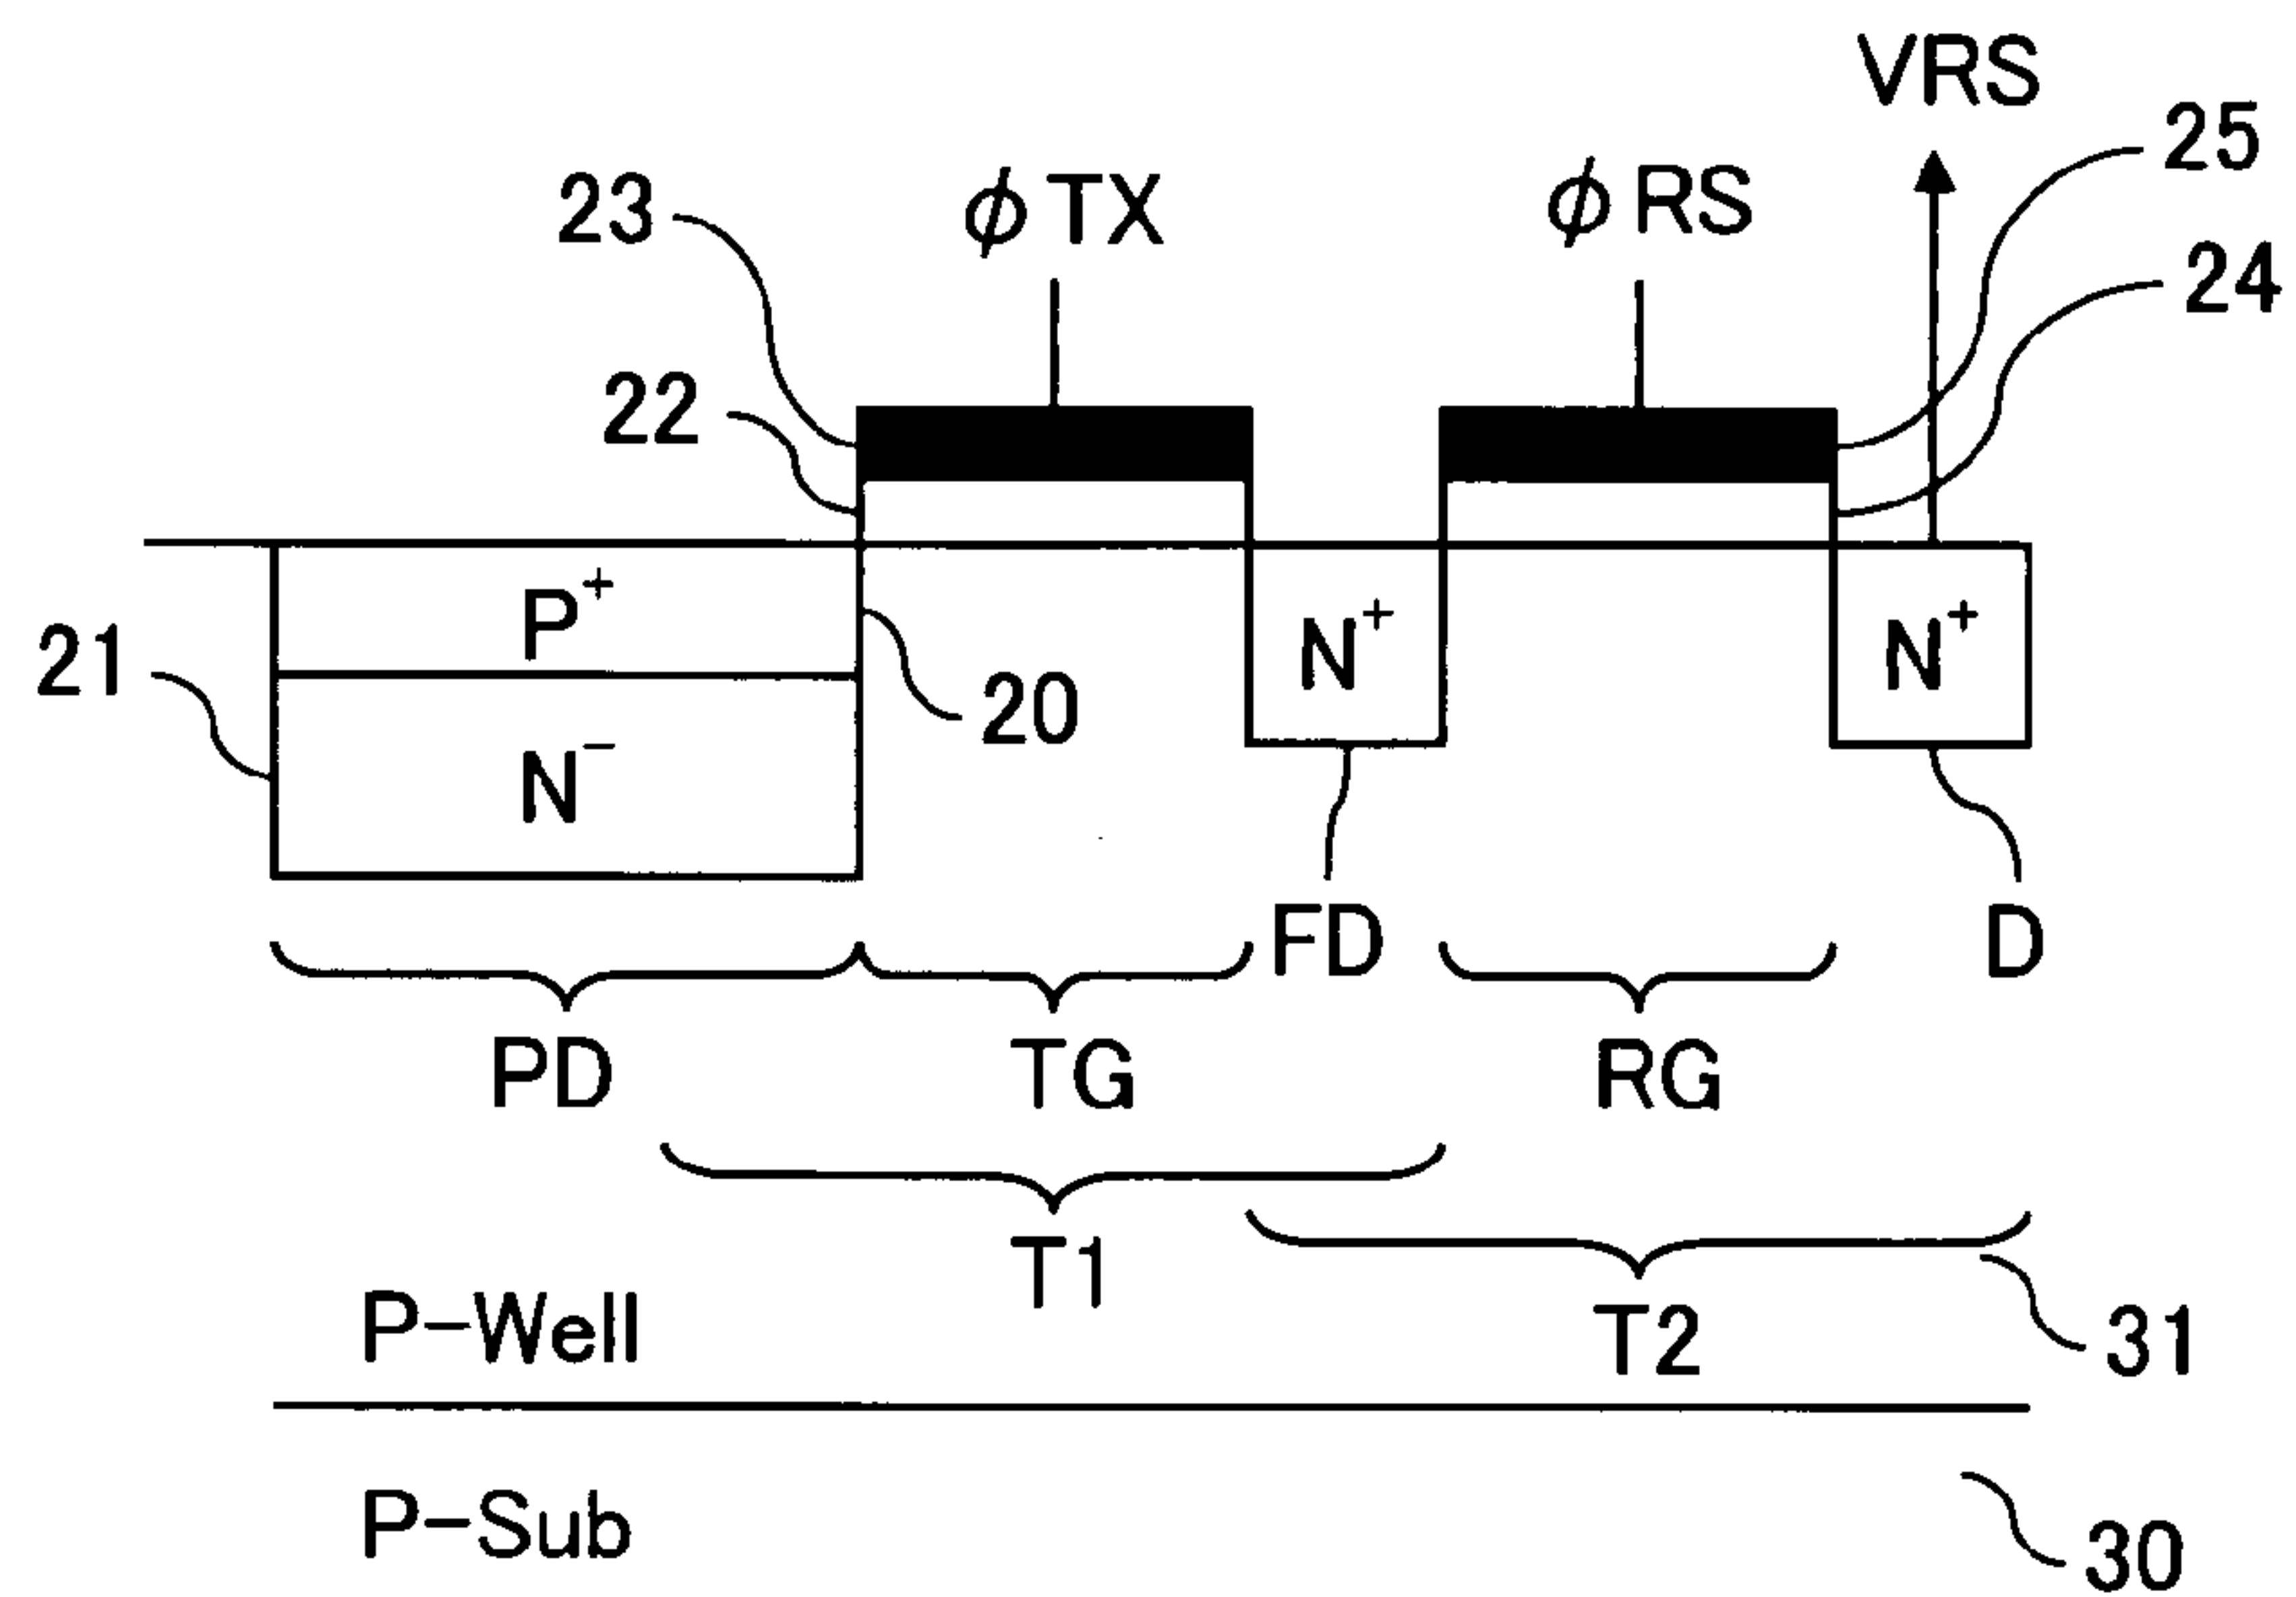 VRS
25
23
ϕTX
ϕRS
24
22
P⁺
N⁺
N⁺
21
20
N⁻
FD
D
PD
TG
RG
T1
P-Well
T2
31
P-Sub
30